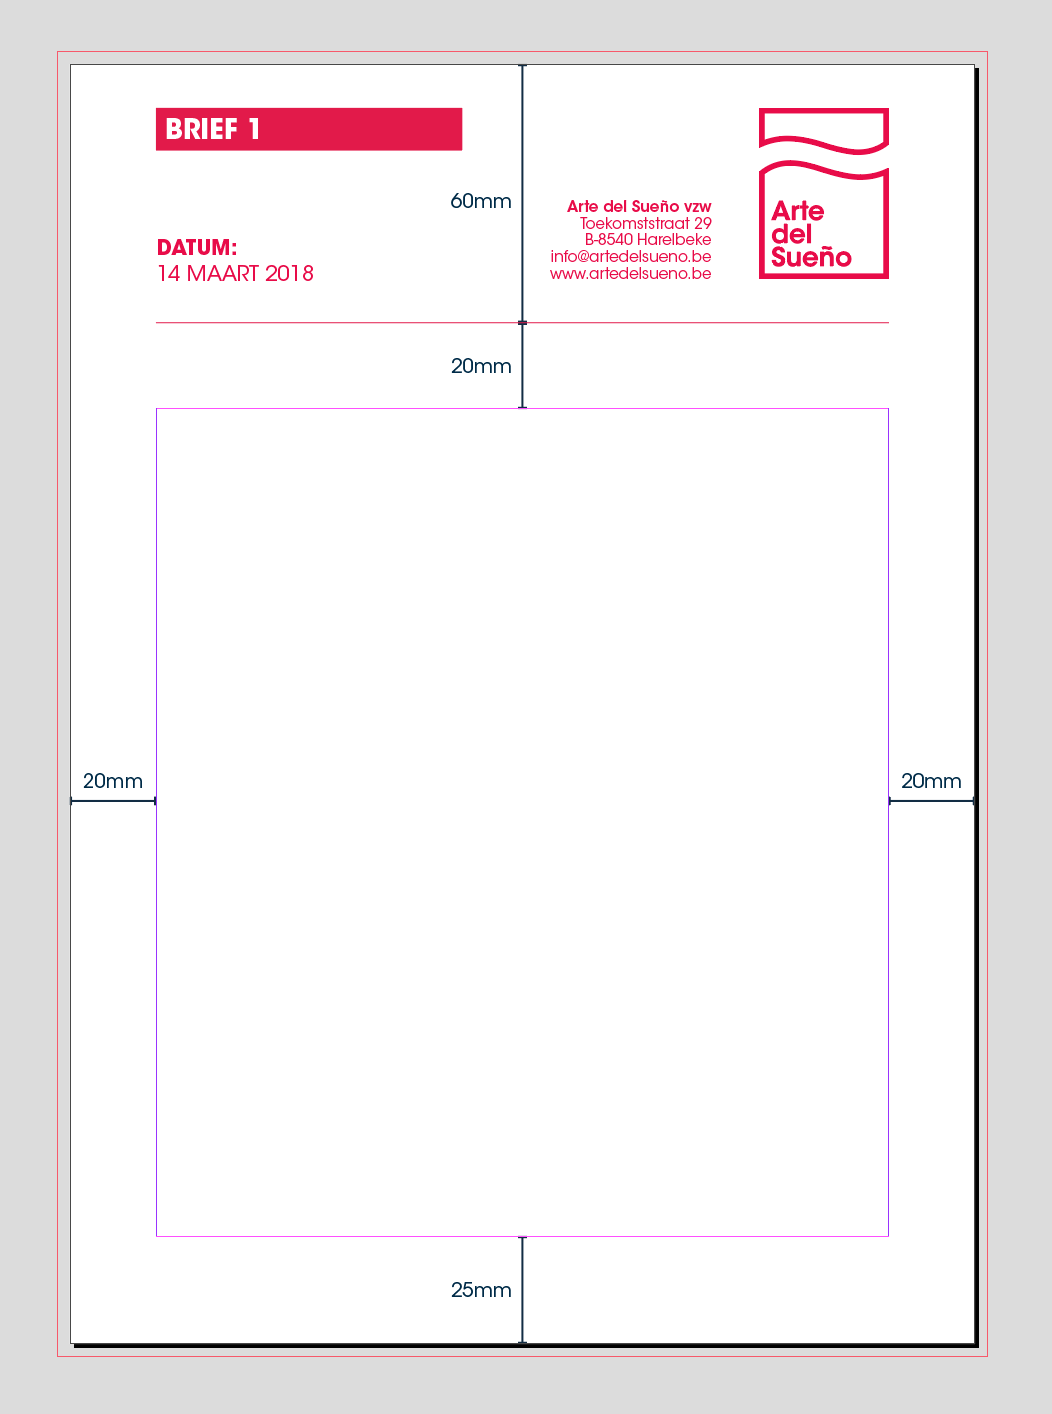 BRIEF 1
60mm
DATUM:
14 MAART 2018
Arte del Sueño vzw
Toekomststraat 29
B-8540 Harelbeke
info@artedelsueno.be
www.artedelsueno.be
Arte
del
Sueño
20mm
20mm
20mm
25mm